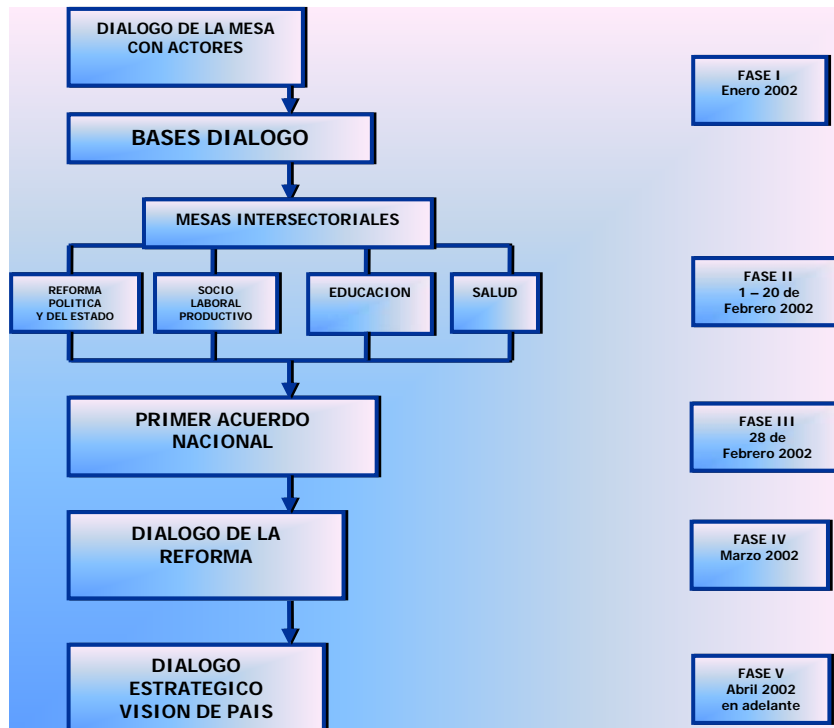 DIALOGO DE LA MESA
CON ACTORES
FASE I
Enero 2002
BASES DIALOGO
MESAS INTERSECTORIALES
REFORMA
POLITICA
Y DEL ESTADO
SOCIO
LABORAL
PRODUCTIVO
EDUCACION
SALUD
FASE II
1 – 20 de
Febrero 2002
PRIMER ACUERDO
NACIONAL
FASE III
28 de
Febrero 2002
DIALOGO DE LA
REFORMA
FASE IV
Marzo 2002
DIALOGO
ESTRATEGICO
VISION DE PAIS
FASE V
Abril 2002
en adelante